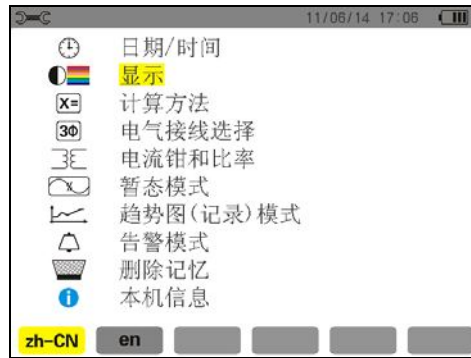 11/06/14 17:06
日期/时间
显示
X= 计算方法
3Φ 电气接线选择
电流钳和比率
暂态模式
趋势图(记录)模式
告警模式
删除记忆
本机信息
zh-CN en